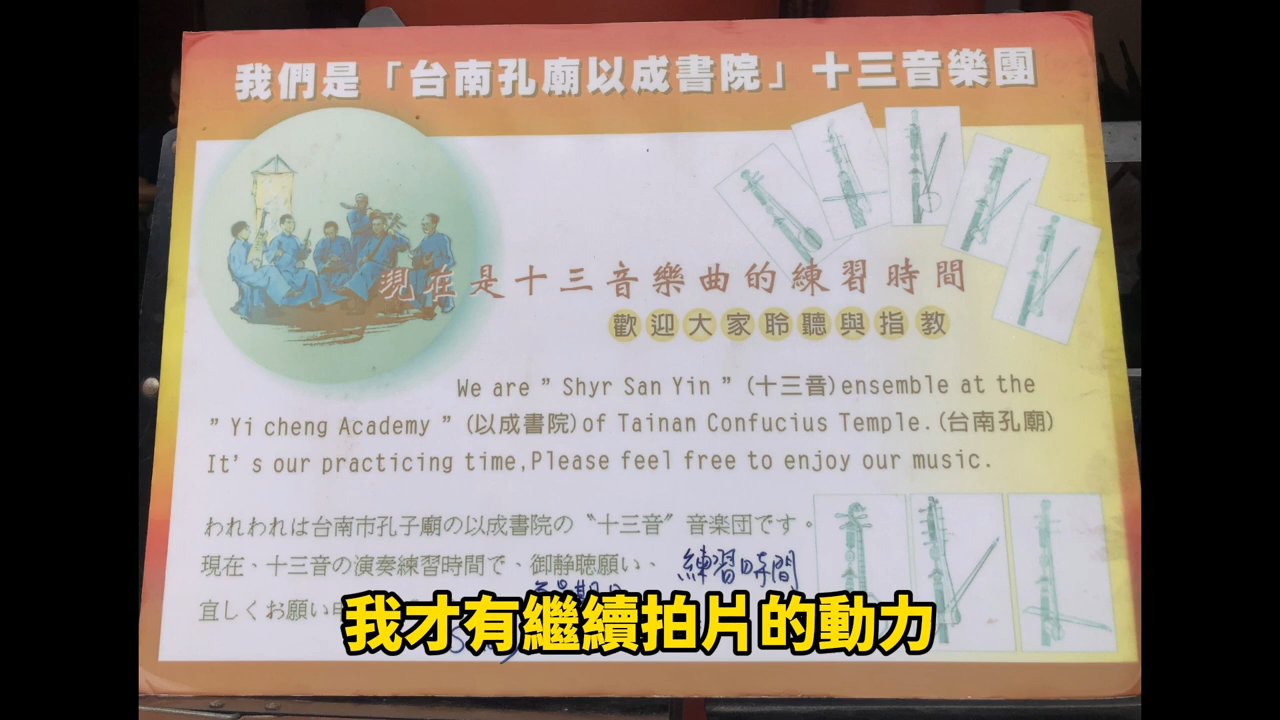 我們是「台南孔廟以成書院」十三音樂團
現在是十三音樂曲的練習時間
歡迎大家聆聽與指教
We are ” Shyr San Yin ” (十三音)ensemble at the
” Yi cheng Academy ” (以成書院)of Tainan Confucius Temple.(台南孔廟)
It’s our practicing time,Please feel free to enjoy our music.
われわれは台南市孔子廟の以成書院の〝十三音〞音楽団です。
現在、十三音の演奏練習時間で、御静聴願い、
練習時間
宜しくお願い
我才有繼續拍片的動力